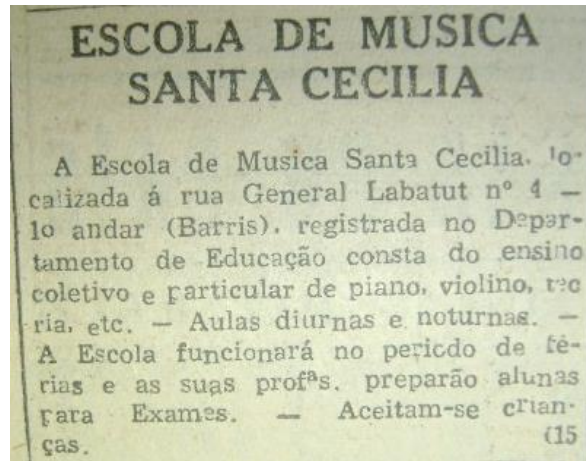 ESCOLA DE MUSICA
SANTA CECILIA
A Escola de Musica Santa Cecilia, lo-
calizada á rua General Labatut nº 4 —
1o andar (Barris), registrada no Depar-
tamento de Educação consta do ensino
coletivo e particular de piano, violino, teo
ria, etc. — Aulas diurnas e noturnas. —
A Escola funcionará no periodo de fé-
rias e as suas profªs. preparão alunas
para Exames. — Aceitam-se crian-
ças. (15